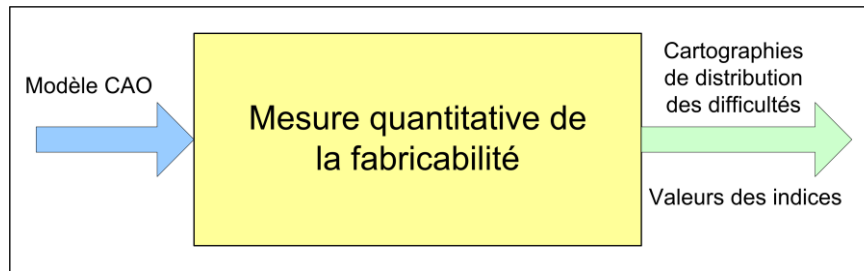 Modèle CAO
Mesure quantitative de
la fabricabilité
Cartographies
de distribution
des difficultés
Valeurs des indices